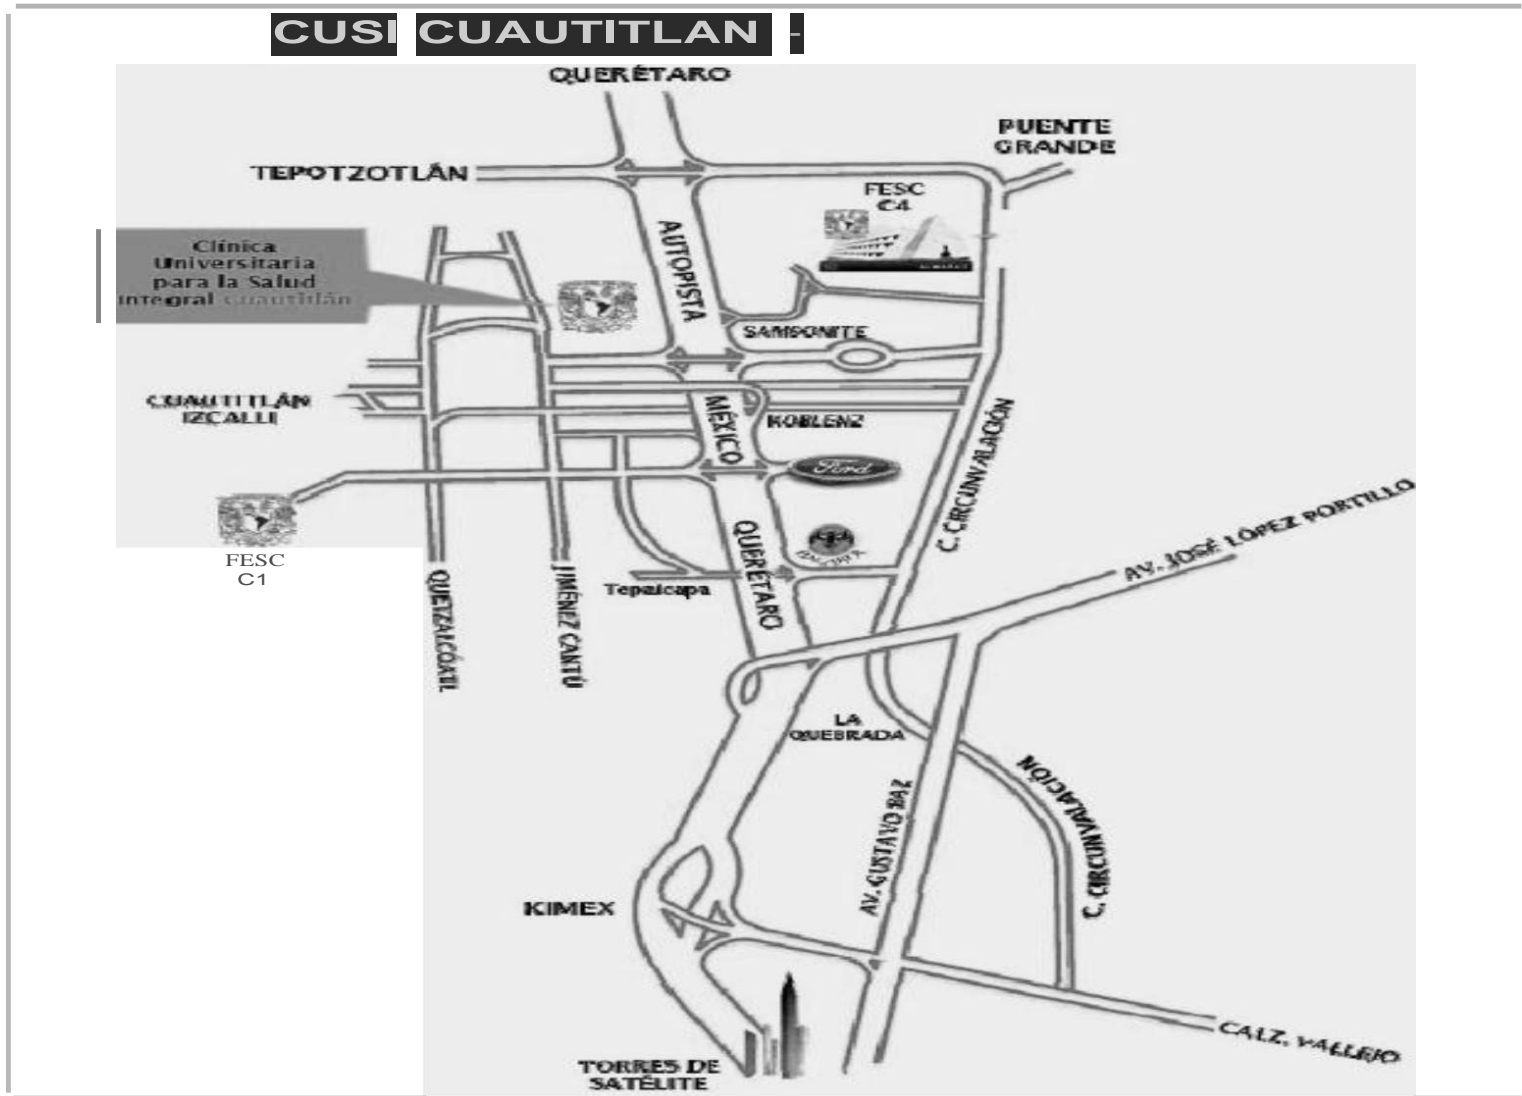 CUSI CUAUTITLAN -
QUERÉTARO
PUENTE
GRANDE
TEPOTZOTLÁN
FESC
C4
AUTOPISTA
Clínica
Universitaria
para la Salud
Integral Cuautitlán
SAMSONITE
CUAUTITLÁN
IZCALLI
MÉXICO
KOBLENZ
Ford
C. CIRCUNVALACIÓN
FESC
C1
QUERÉTARO
AV. JOSÉ LÓPEZ PORTILLO
Tepalcapa
QUETZALCÓATL
JIMÉNEZ CANTÚ
LA
QUEBRADA
C. CIRCUNVALACIÓN
AV. GUSTAVO BAZ
KIMEX
CALZ. VALLEJO
TORRES DE
SATÉLITE